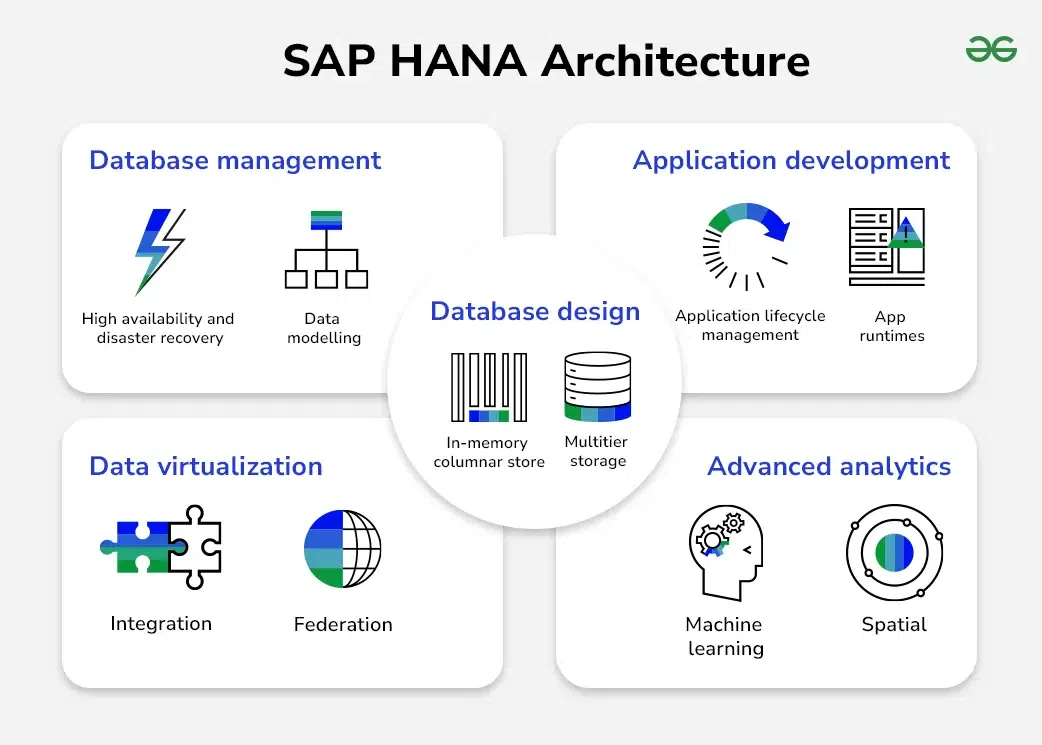 SAP HANA Architecture
Database management
High availability and
disaster recovery
Data
modelling
Application development
Application lifecycle
management
App
runtimes
Database design
In-memory
columnar store
Multitier
storage
Data virtualization
Integration
Federation
Advanced analytics
Machine
learning
Spatial